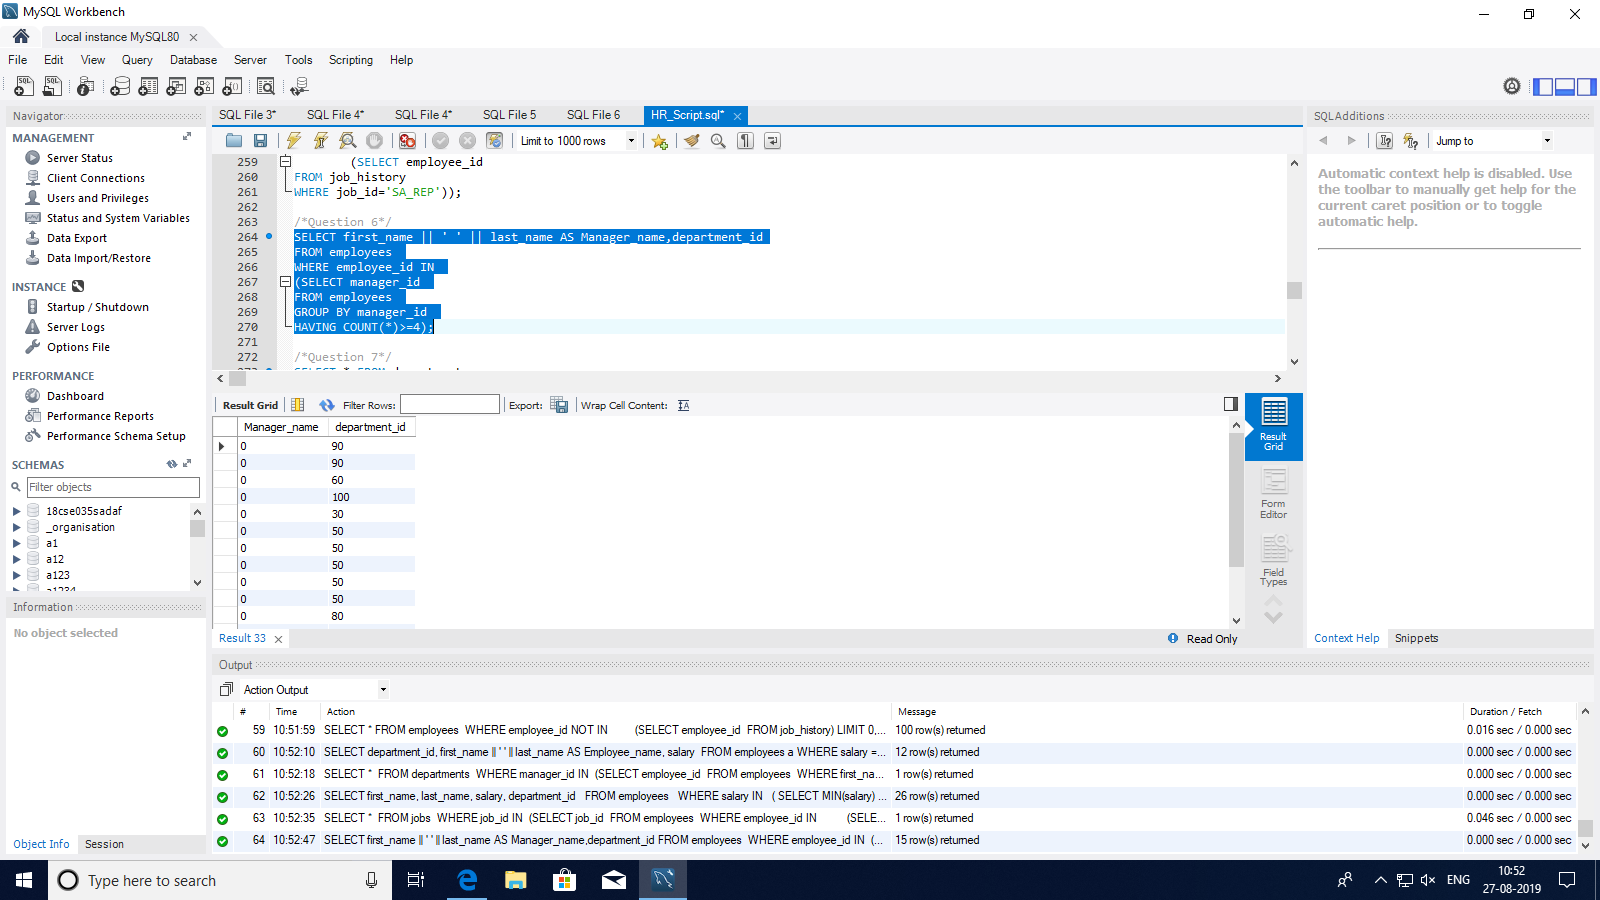 MySQL Workbench
Local instance MySQL80
File Edit View Query Database Server Tools Scripting Help
Navigator
MANAGEMENT
Server Status
Client Connections
Users and Privileges
Status and System Variables
Data Export
Data Import/Restore
INSTANCE
Startup / Shutdown
Server Logs
Options File
PERFORMANCE
Dashboard
Performance Reports
Performance Schema Setup
SCHEMAS
Filter objects
18cse035sadaf
_organisation
a1
a12
a123
a1234
Information
No object selected
Object Info Session
SQL File 3* SQL File 4* SQL File 4* SQL File 5 SQL File 6 HR_Script.sql*
Limit to 1000 rows
259 (SELECT employee_id
260 FROM job_history
261 WHERE job_id='SA_REP'));
262
263 /*Question 6*/
264 SELECT first_name || ' ' || last_name AS Manager_name,department_id
265 FROM employees
266 WHERE employee_id IN
267 (SELECT manager_id
268 FROM employees
269 GROUP BY manager_id
270 HAVING COUNT(*)>=4);
271
272 /*Question 7*/
Result Grid Filter Rows: Export: Wrap Cell Content:
Manager_name department_id
0 90
0 90
0 60
0 100
0 30
0 50
0 50
0 50
0 50
0 50
0 80
Result 33
Read Only
Result Grid
Form Editor
Field Types
SQLAdditions
Jump to
Automatic context help is disabled. Use
the toolbar to manually get help for the
current caret position or to toggle
automatic help.
Context Help Snippets
Output
Action Output
# Time Action Message Duration / Fetch
59 10:51:59 SELECT * FROM employees WHERE employee_id NOT IN (SELECT employee_id FROM job_history) LIMIT 0,... 100 row(s) returned 0.016 sec / 0.000 sec
60 10:52:10 SELECT department_id, first_name || ' ' || last_name AS Employee_name, salary FROM employees a WHERE salary =... 12 row(s) returned 0.000 sec / 0.000 sec
61 10:52:18 SELECT * FROM departments WHERE manager_id IN (SELECT employee_id FROM employees WHERE first_na... 1 row(s) returned 0.000 sec / 0.000 sec
62 10:52:26 SELECT first_name, last_name, salary, department_id FROM employees WHERE salary IN ( SELECT MIN(salary) ... 26 row(s) returned 0.000 sec / 0.000 sec
63 10:52:35 SELECT * FROM jobs WHERE job_id IN (SELECT job_id FROM employees WHERE employee_id IN (SELE... 1 row(s) returned 0.046 sec / 0.000 sec
64 10:52:47 SELECT first_name || ' ' || last_name AS Manager_name,department_id FROM employees WHERE employee_id IN (... 15 row(s) returned 0.000 sec / 0.000 sec
Type here to search
ENG
10:52
27-08-2019